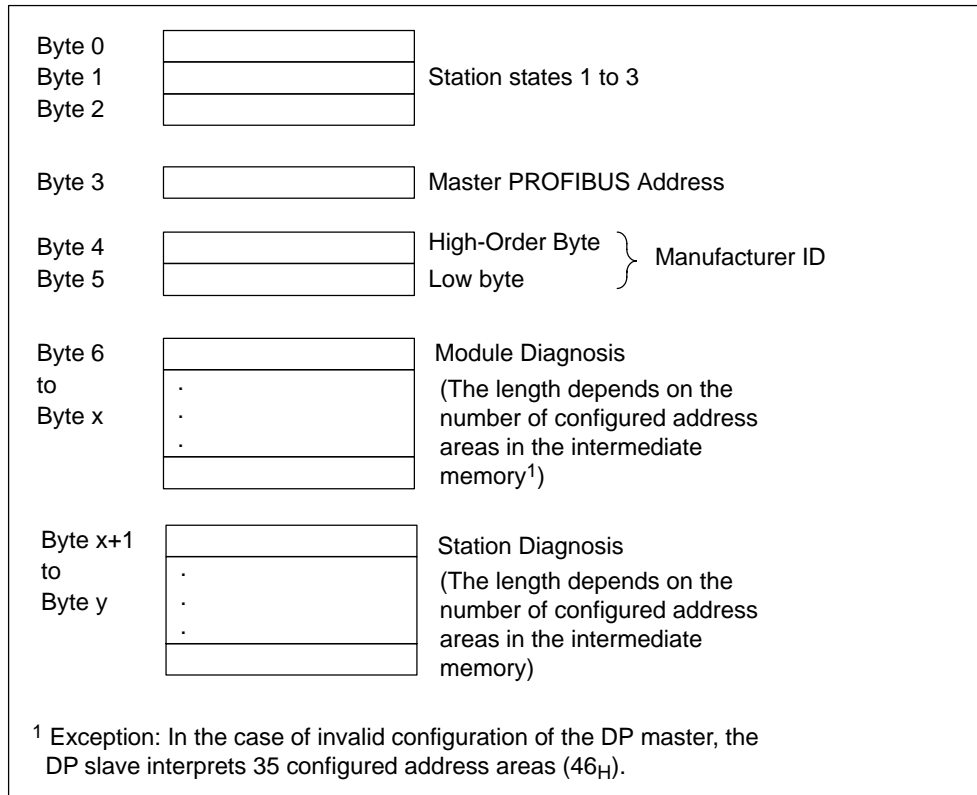 Byte 0
Byte 1 Station states 1 to 3
Byte 2
Byte 3 Master PROFIBUS Address
Byte 4 High-Order Byte
Manufacturer ID
Byte 5 Low byte
Byte 6 Module Diagnosis
to . (The length depends on the
Byte x . number of configured address
. areas in the intermediate
memory¹)
Byte x+1 Station Diagnosis
to . (The length depends on the
Byte y . number of configured address
. areas in the intermediate
memory)
¹ Exception: In the case of invalid configuration of the DP master, the
DP slave interprets 35 configured address areas (46H).